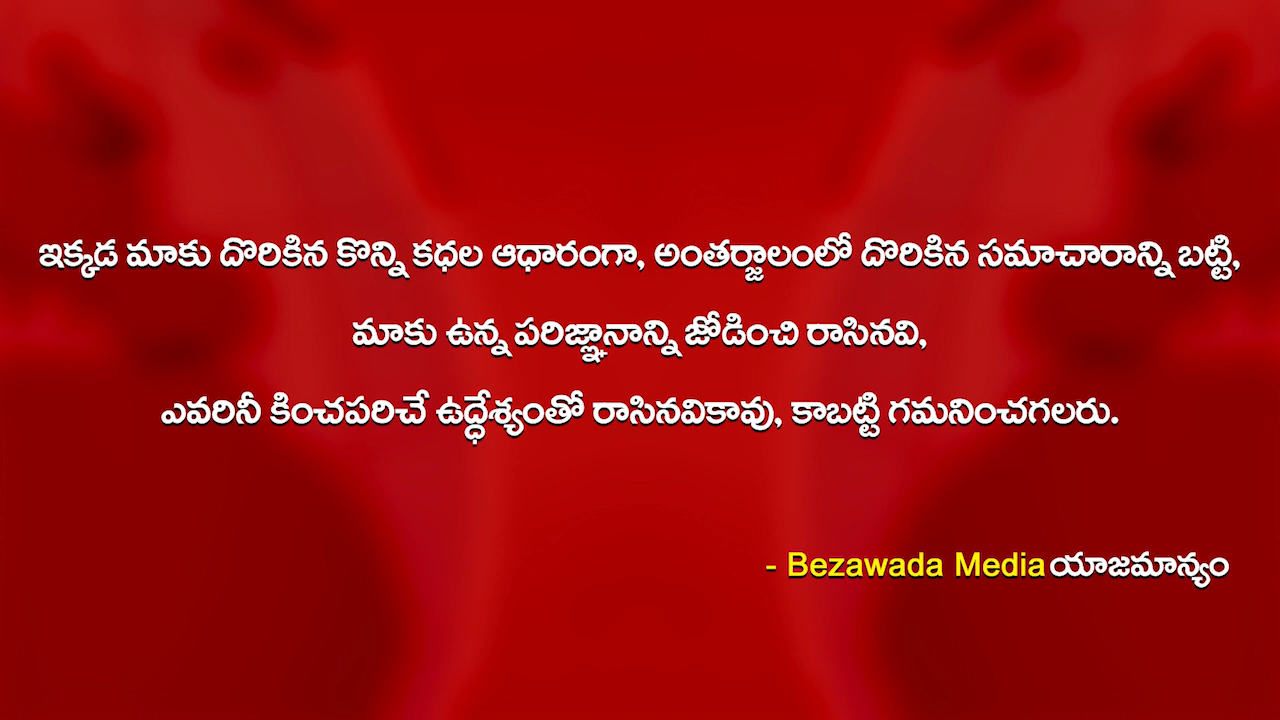 ఇక్కడ మాకు దొరికిన కొన్ని కధల ఆధారంగా, అంతర్జాలంలో దొరికిన సమాచారాన్ని బట్టి,
మాకు ఉన్న పరిజ్ఞానాన్ని జోడించి రాసినవి,
ఎవరినీ కించపరిచే ఉద్ధేశ్యంతో రాసినవికావు, కాబట్టి గమనించగలరు.
- Bezawada Media యాజమాన్యం